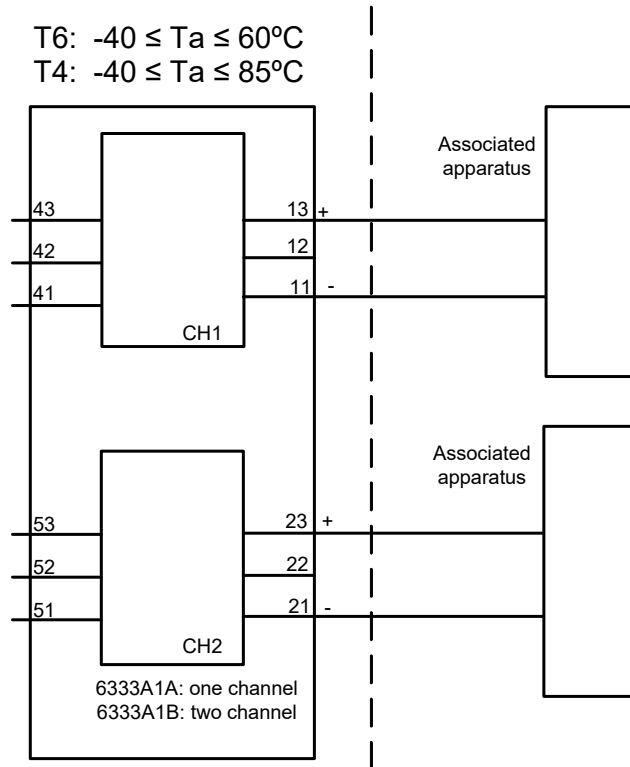 T6: -40 ≤ Ta ≤ 60ºC
T4: -40 ≤ Ta ≤ 85ºC
Associated
apparatus
43
13 +
42
12
41
11 -
CH1
Associated
apparatus
53
23 +
52
22
51
21 -
CH2
6333A1A: one channel
6333A1B: two channel